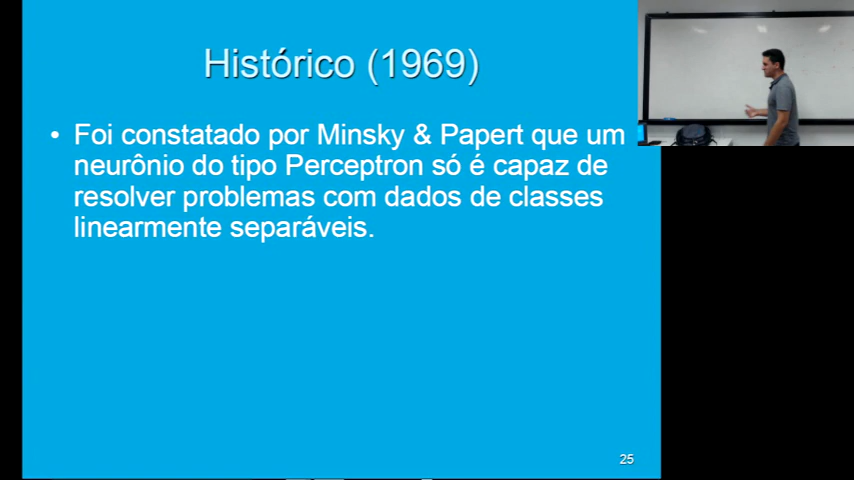 Histórico (1969)
• Foi constatado por Minsky & Papert que um
neurônio do tipo Perceptron só é capaz de
resolver problemas com dados de classes
linearmente separáveis.
25